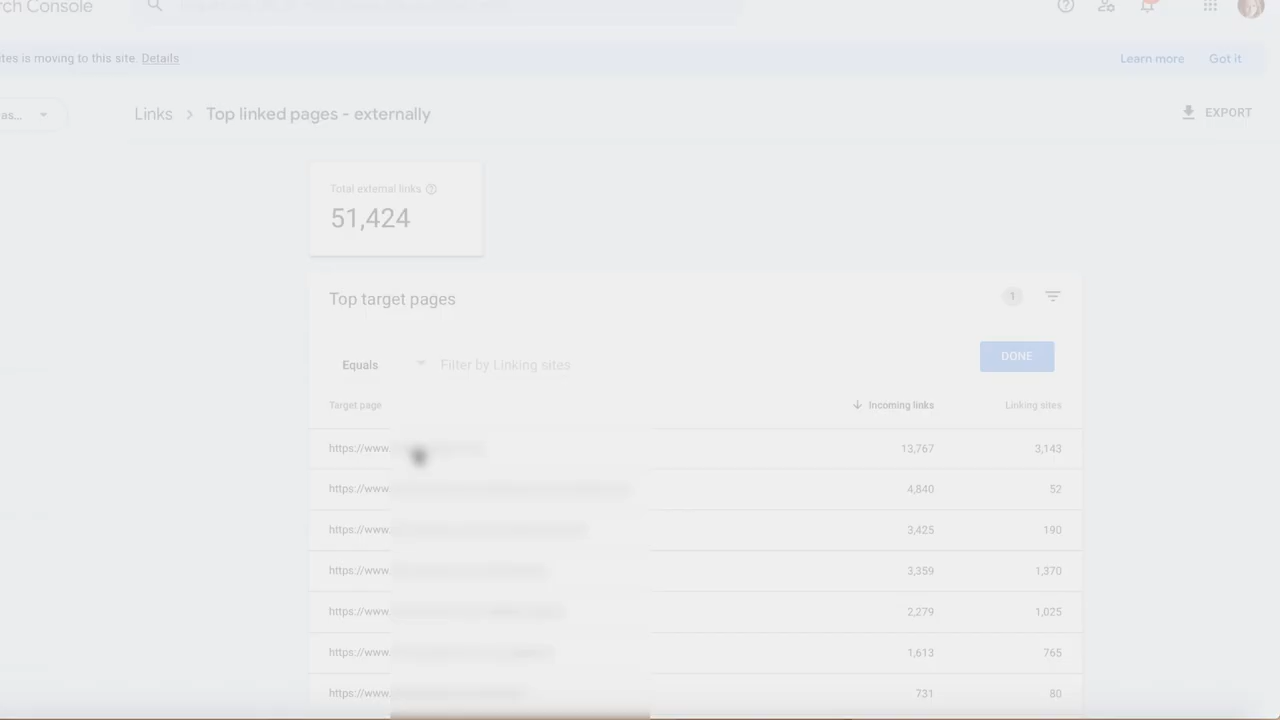 rch Console
ites is moving to this site. Details
Learn more
Got it
as...
Links > Top linked pages - externally
EXPORT
Total external links
51,424
Top target pages
1
Equals
Filter by Linking sites
DONE
Target page
Incoming links
Linking sites
https://www. 13,767 3,143
https://www. 4,840 52
https://www. 3,425 190
https://www. 3,359 1,370
https://www. 2,279 1,025
https://www. 1,613 765
https://www. 731 80